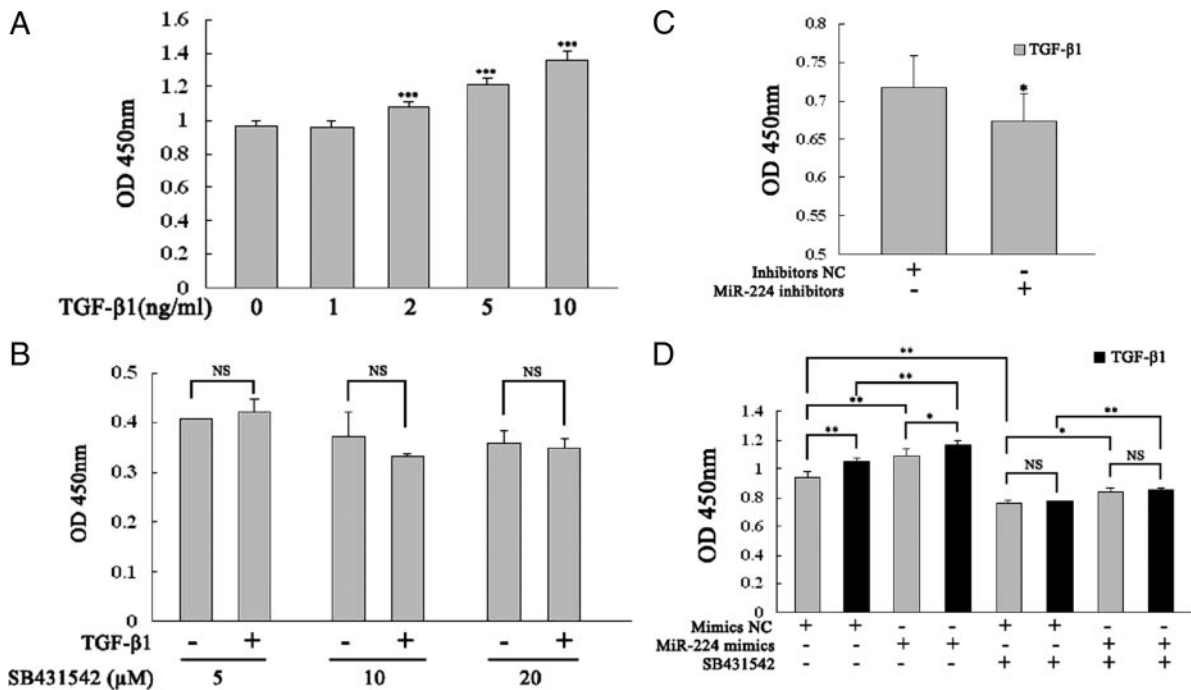 A
1.6
1.4
1.2
1
0.8
0.6
0.4
0.2
0
OD 450nm
***
***
***
TGF-β1(ng/ml) 0 1 2 5 10
B
0.5
0.4
0.3
0.2
0.1
0
OD 450nm
NS
NS
NS
TGF-β1 - + - + - +
SB431542 (μM) 5 10 20
C
0.8
0.75
0.7
0.65
0.6
0.55
0.5
OD 450nm
TGF-β1
*
Inhibitors NC + -
MiR-224 inhibitors - +
D
TGF-β1
1.4
1.2
1
0.8
0.6
0.4
0.2
0
OD 450nm
**
**
**
**
**
*
*
NS
NS
Mimics NC + + - - + + - -
MiR-224 mimics - - + + - - + +
SB431542 - - - - + + + +